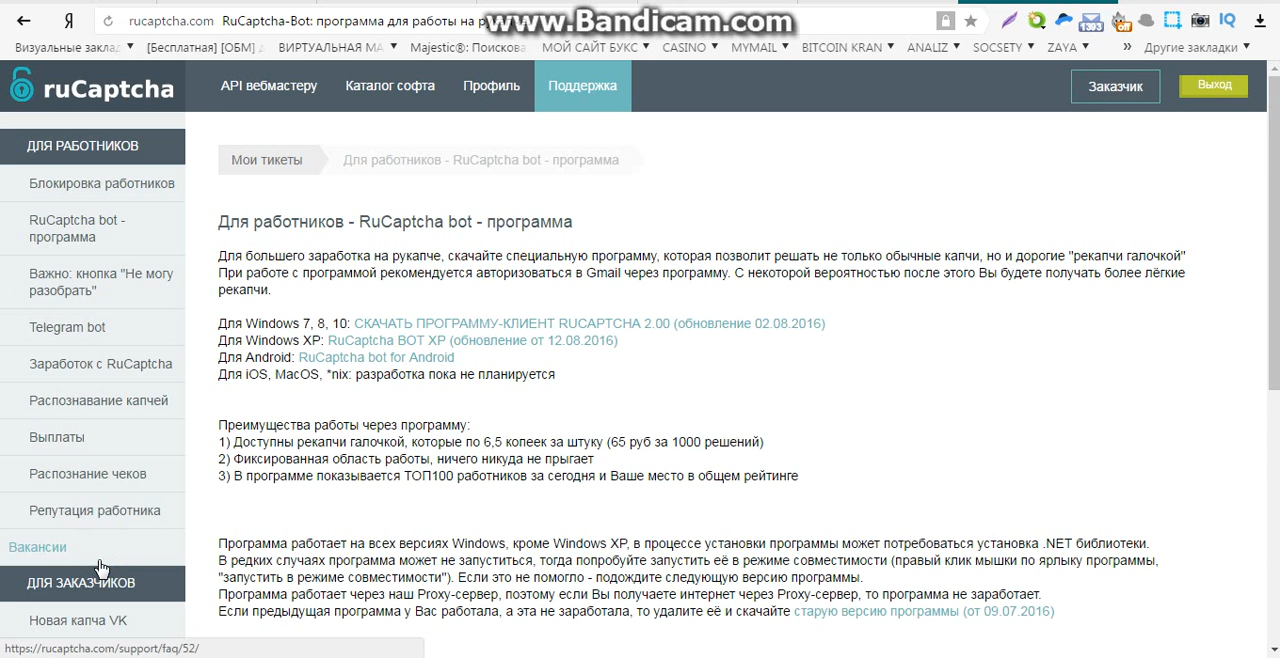 Я rucaptcha.com RuCaptcha-Bot: программа для работы на
www.Bandicam.com
Визуальные заклад [Бесплатная] [ОБМ] ВИРТУАЛЬНАЯ МА Majestic®: Поискова МОЙ САЙТ БУКС CASINO MYMAIL BITCOIN KRAN ANALIZ SOCSETY ZAYA » Другие закладки
ruCaptcha
API вебмастеру Каталог софта Профиль Поддержка Заказчик Выход
ДЛЯ РАБОТНИКОВ
Блокировка работников
RuCaptcha bot -
программа
Важно: кнопка "Не могу
разобрать"
Telegram bot
Заработок с RuCaptcha
Распознавание капчей
Выплаты
Распознание чеков
Репутация работника
Вакансии
ДЛЯ ЗАКАЗЧИКОВ
Новая капча VK
https://rucaptcha.com/support/faq/52/
Мои тикеты Для работников - RuCaptcha bot - программа
Для работников - RuCaptcha bot - программа
Для большего заработка на рукапче, скачайте специальную программу, которая позволит решать не только обычные капчи, но и дорогие "рекапчи галочкой"
При работе с программой рекомендуется авторизоваться в Gmail через программу. С некоторой вероятностью после этого Вы будете получать более лёгкие
рекапчи.
Для Windows 7, 8, 10: СКАЧАТЬ ПРОГРАММУ-КЛИЕНТ RUCAPTCHA 2.00 (обновление 02.08.2016)
Для Windows XP: RuCaptcha BOT XP (обновление от 12.08.2016)
Для Android: RuCaptcha bot for Android
Для iOS, MacOS, *nix: разработка пока не планируется
Преимущества работы через программу:
1) Доступны рекапчи галочкой, которые по 6,5 копеек за штуку (65 руб за 1000 решений)
2) Фиксированная область работы, ничего никуда не прыгает
3) В программе показывается ТОП100 работников за сегодня и Ваше место в общем рейтинге
Программа работает на всех версиях Windows, кроме Windows XP, в процессе установки программы может потребоваться установка .NET библиотеки.
В редких случаях программа может не запуститься, тогда попробуйте запустить её в режиме совместимости (правый клик мышки по ярлыку программы,
"запустить в режиме совместимости"). Если это не помогло - подождите следующую версию программы.
Программа работает через наш Proxy-сервер, поэтому если Вы получаете интернет через Proxy-сервер, то программа не заработает.
Если предыдущая программа у Вас работала, а эта не заработала, то удалите её и скачайте старую версию программы (от 09.07.2016)